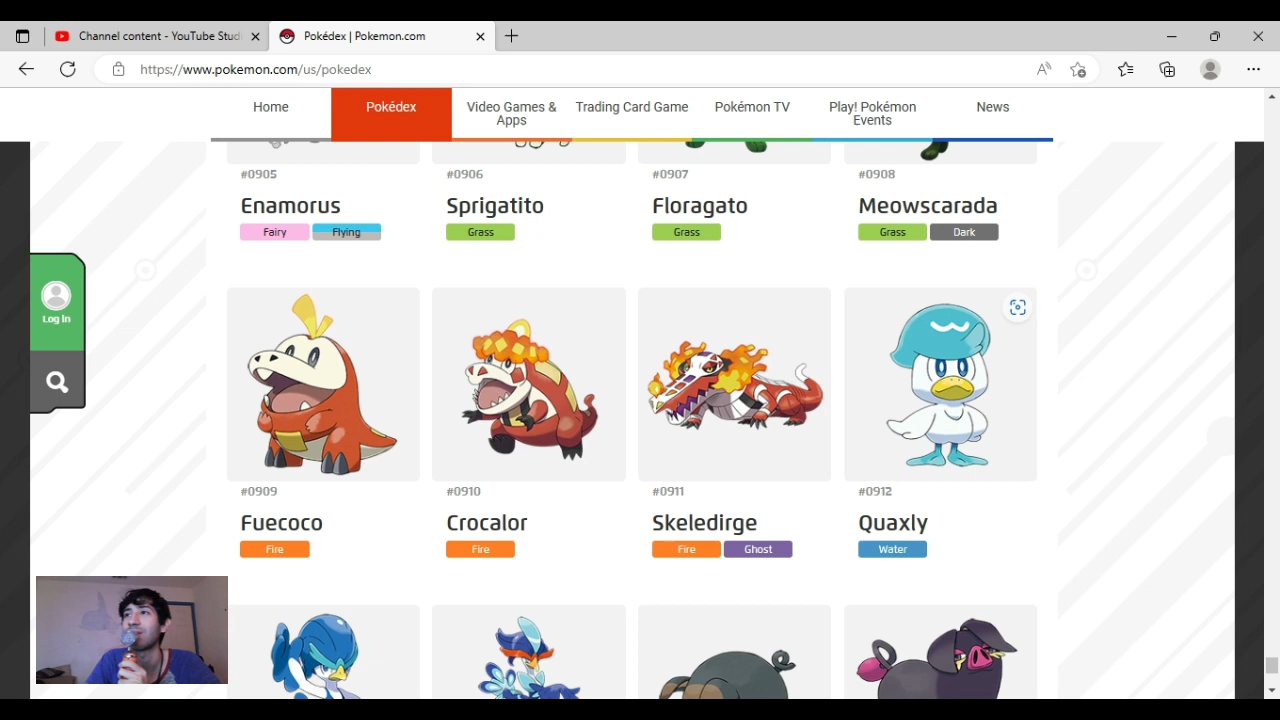 Channel content - YouTube Studi
Pokédex | Pokemon.com
https://www.pokemon.com/us/pokedex
Home
Pokédex
Video Games &
Apps
Trading Card Game
Pokémon TV
Play! Pokémon
Events
News
#0905
#0906
#0907
#0908
Enamorus
Sprigatito
Floragato
Meowscarada
Fairy
Flying
Grass
Grass
Grass
Dark
Log In
#0909
#0910
#0911
#0912
Fuecoco
Crocalor
Skeledirge
Quaxly
Fire
Fire
Fire
Ghost
Water